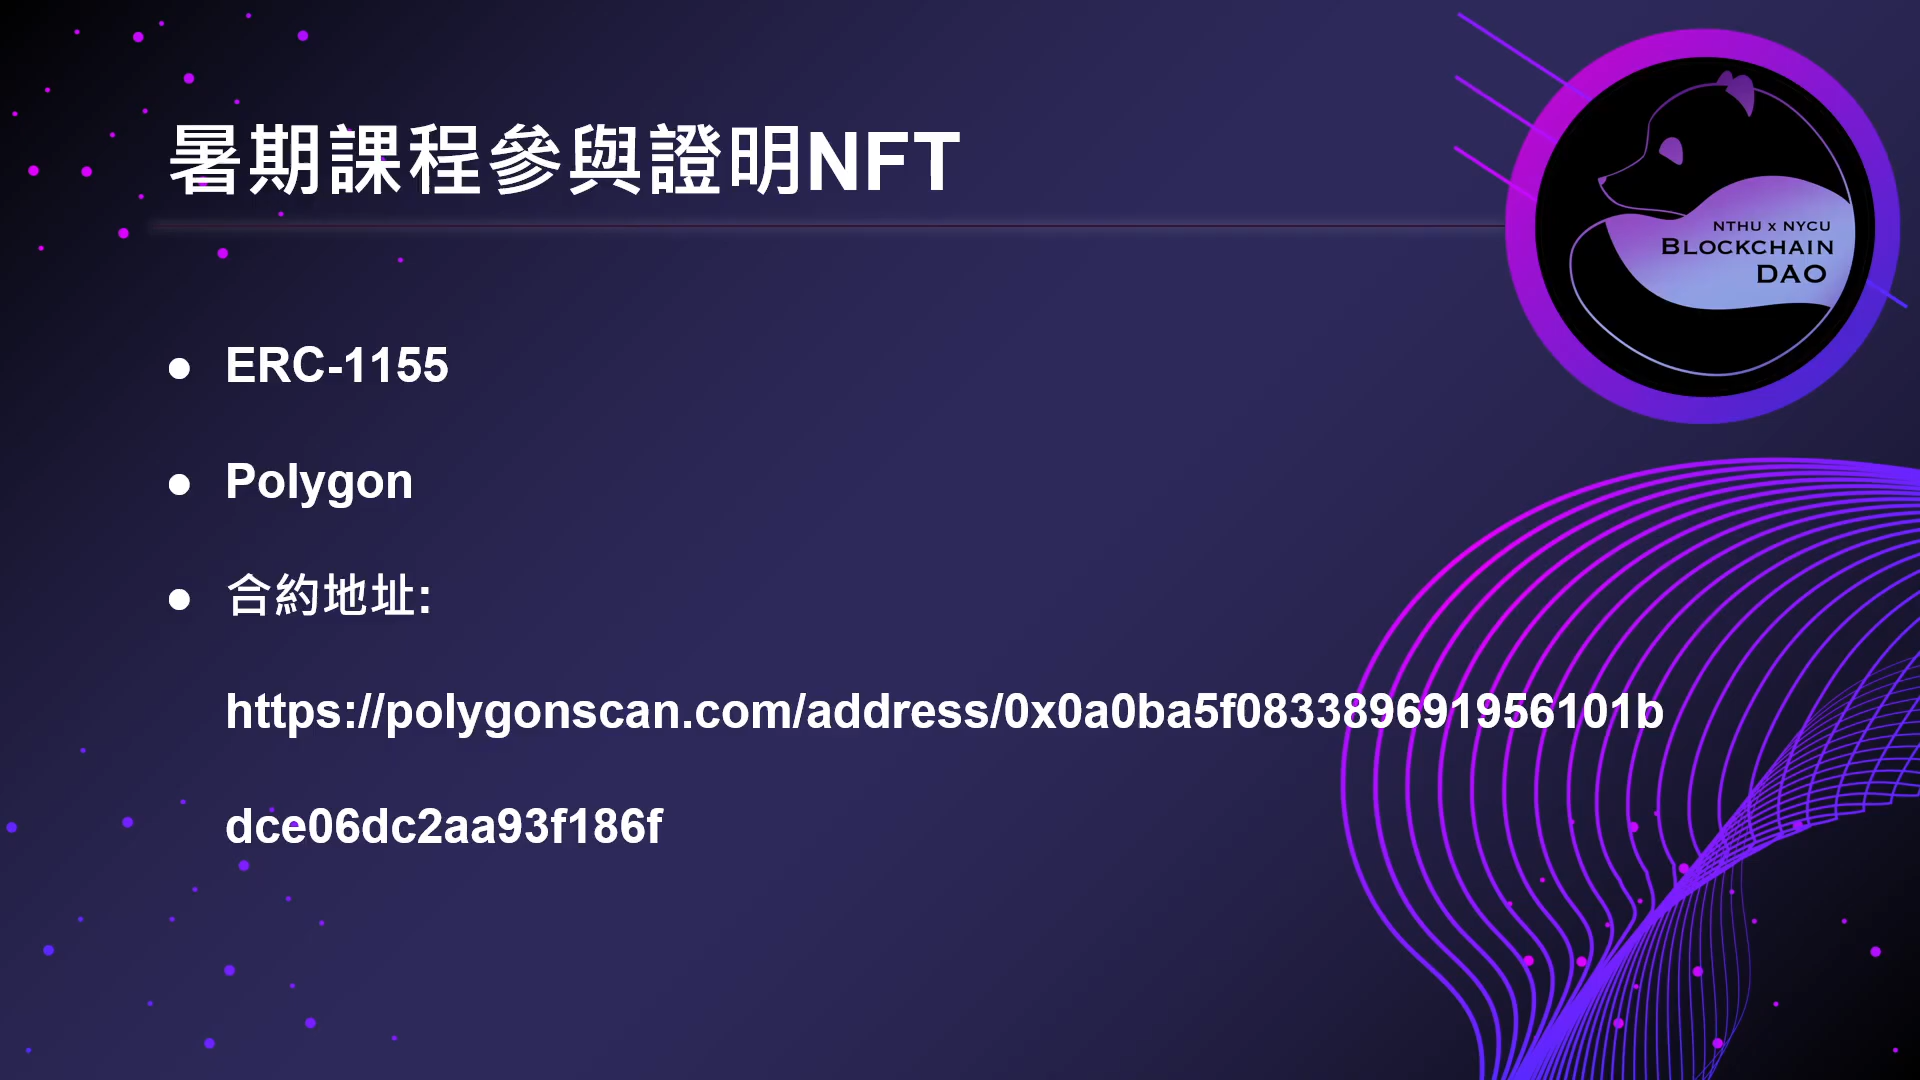 暑期課程參與證明NFT
NTHU x NYCU
BLOCKCHAIN
DAO
● ERC-1155
● Polygon
● 合約地址:
https://polygonscan.com/address/0x0a0ba5f083389691956101b
dce06dc2aa93f186f